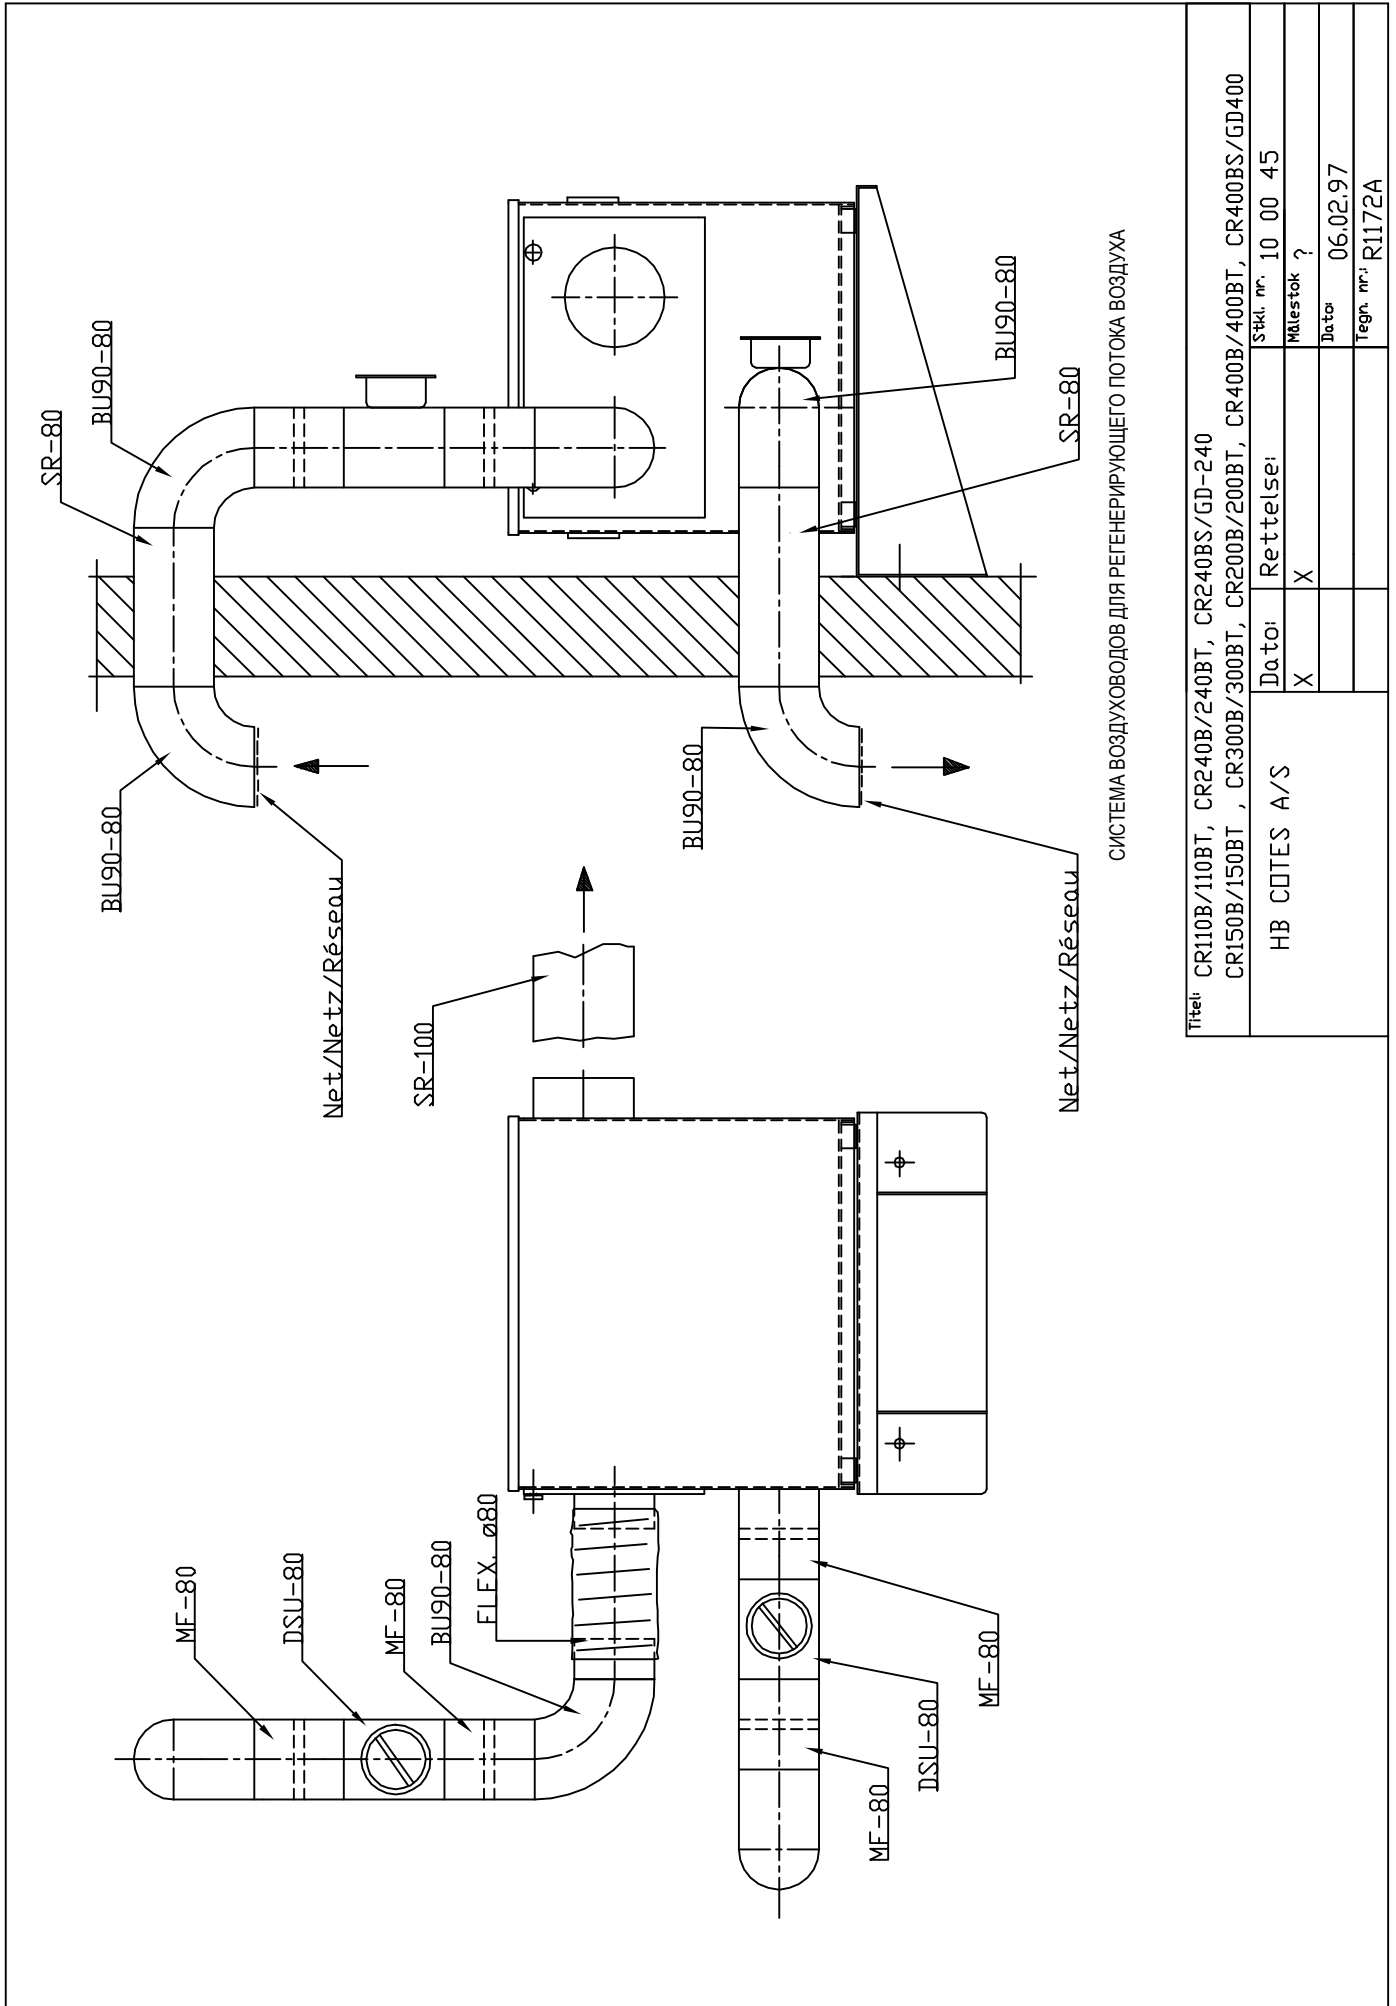 MF-80
DSU-80
MF-80
BU90-80
FLEX. ø80
MF-80
DSU-80
MF-80
SR-100
BU90-80
SR-80
BU90-80
Net/Netz/Réseau
BU90-80
SR-80
BU90-80
Net/Netz/Réseau
СИСТЕМА ВОЗДУХОВОДОВ ДЛЯ РЕГЕНЕРИРУЮЩЕГО ПОТОКА ВОЗДУХА
Titel: CR110B/110BT, CR240B/240BT, CR240BS/GD-240
CR150B/150BT , CR300B/300BT, CR200B/200BT, CR400B/400BT, CR400BS/GD400
HB COTES A/S
Dato: Rettelse: Stkl. nr. 10 00 45
X X Målestok ?
Dato: 06.02.97
Tegn. nr.: R1172A